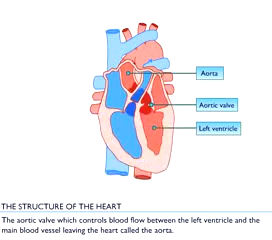 Aorta
Aortic valve
Left ventricle
THE STRUCTURE OF THE HEART
The aortic valve which controls blood flow between the left ventricle and the
main blood vessel leaving the heart called the aorta.